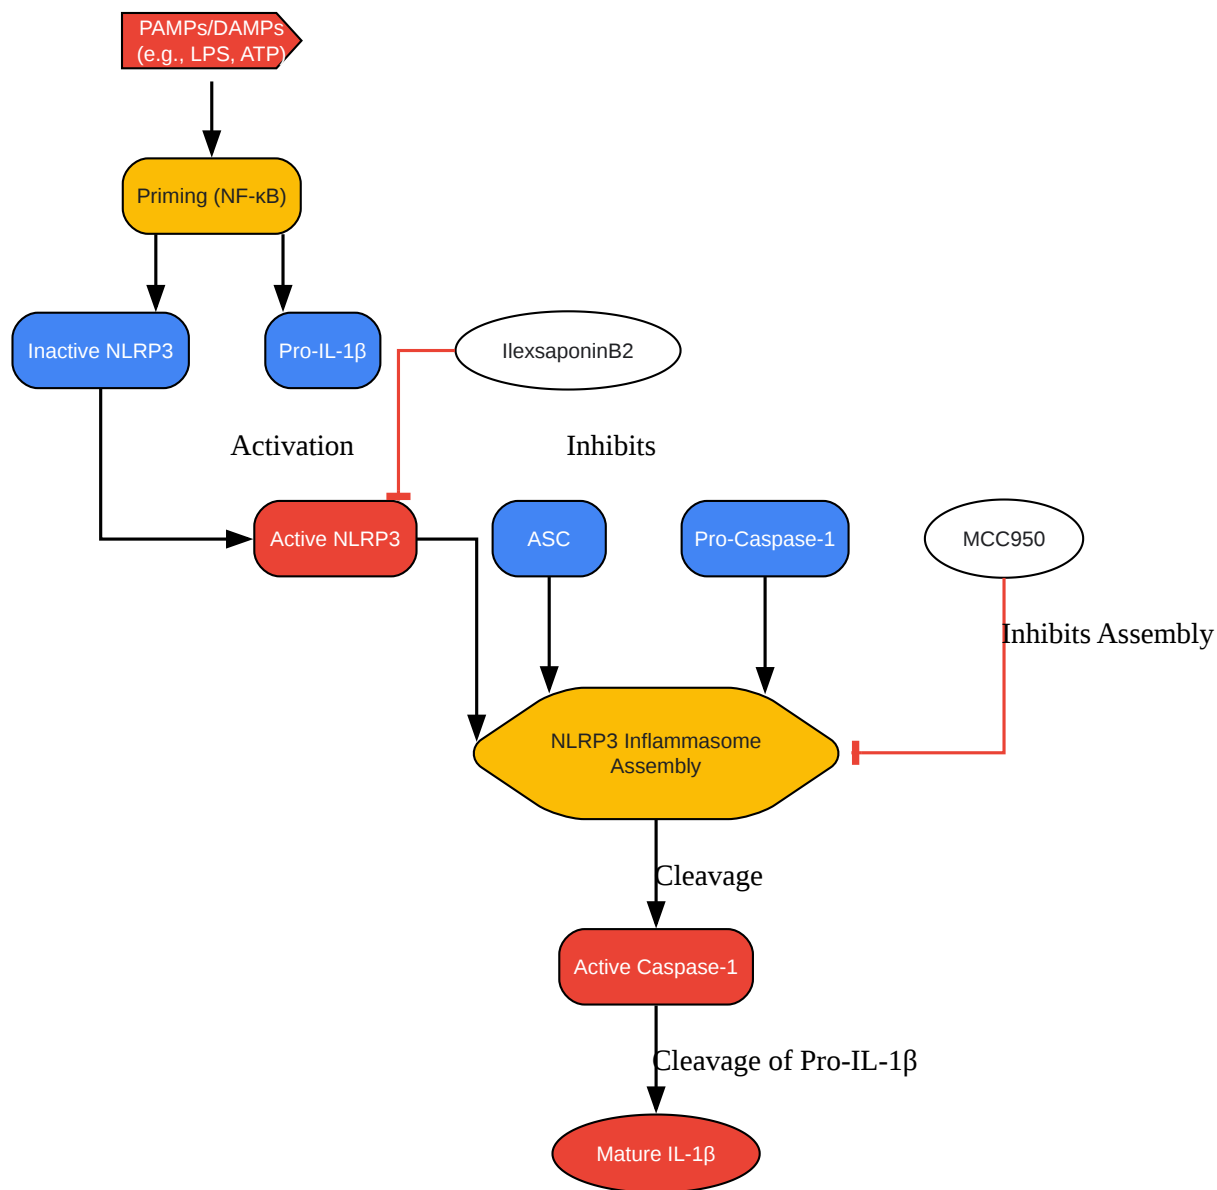 PAMPs/DAMPs
(e.g., LPS, ATP)
Priming (NF-κB)
Inactive NLRP3
Pro-IL-1β
IlexsaponinB2
Activation
Inhibits
Active NLRP3
ASC
Pro-Caspase-1
MCC950
Inhibits Assembly
NLRP3 Inflammasome
Assembly
Cleavage
Active Caspase-1
Cleavage of Pro-IL-1β
Mature IL-1β